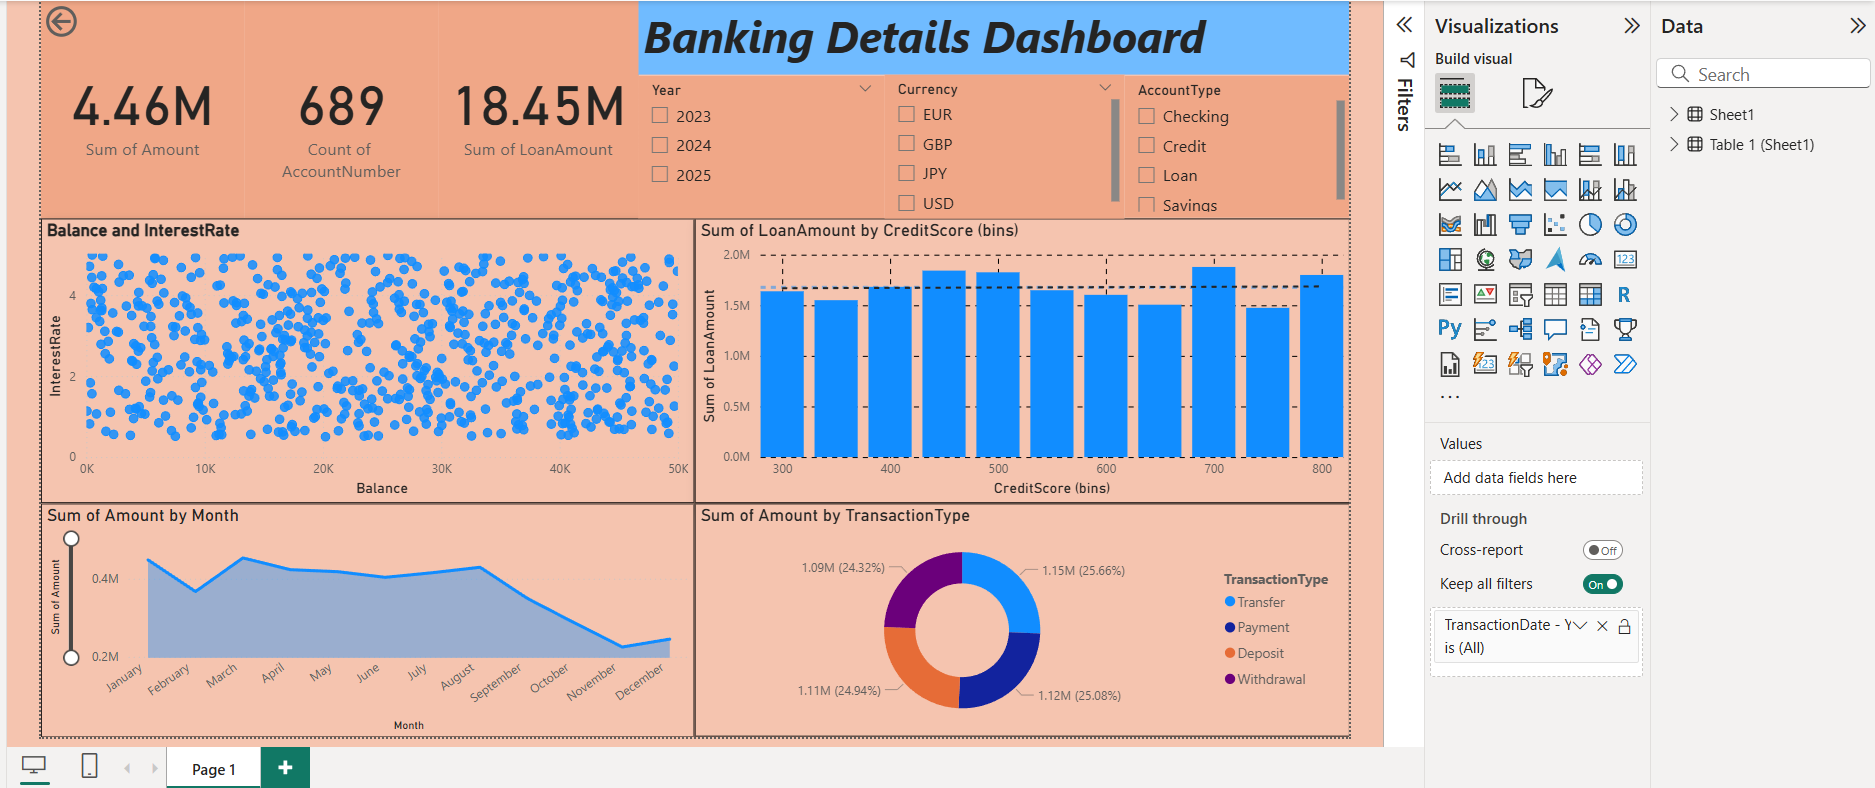 Banking Details Dashboard
4.46M
Sum of Amount
689
Count of
AccountNumber
18.45M
Sum of LoanAmount
Year
2023
2024
2025
Currency
EUR
GBP
JPY
USD
AccountType
Checking
Credit
Loan
Savings
Balance and InterestRate
InterestRate
4
2
0
0K 10K 20K 30K 40K 50K
Balance
Sum of LoanAmount by CreditScore (bins)
Sum of LoanAmount
2.0M
1.5M
1.0M
0.5M
0.0M
300 400 500 600 700 800
CreditScore (bins)
Sum of Amount by Month
Sum of Amount
0.4M
0.2M
January February March April May June July August September October November December
Month
Sum of Amount by TransactionType
1.09M (24.32%)
1.15M (25.66%)
1.11M (24.94%)
1.12M (25.08%)
TransactionType
Transfer
Payment
Deposit
Withdrawal
Page 1
Filters
Visualizations
Build visual
123
R
Py
123
...
Values
Add data fields here
Drill through
Cross-report
Off
Keep all filters
On
TransactionDate - Y
is (All)
Data
Search
Sheet1
Table 1 (Sheet1)